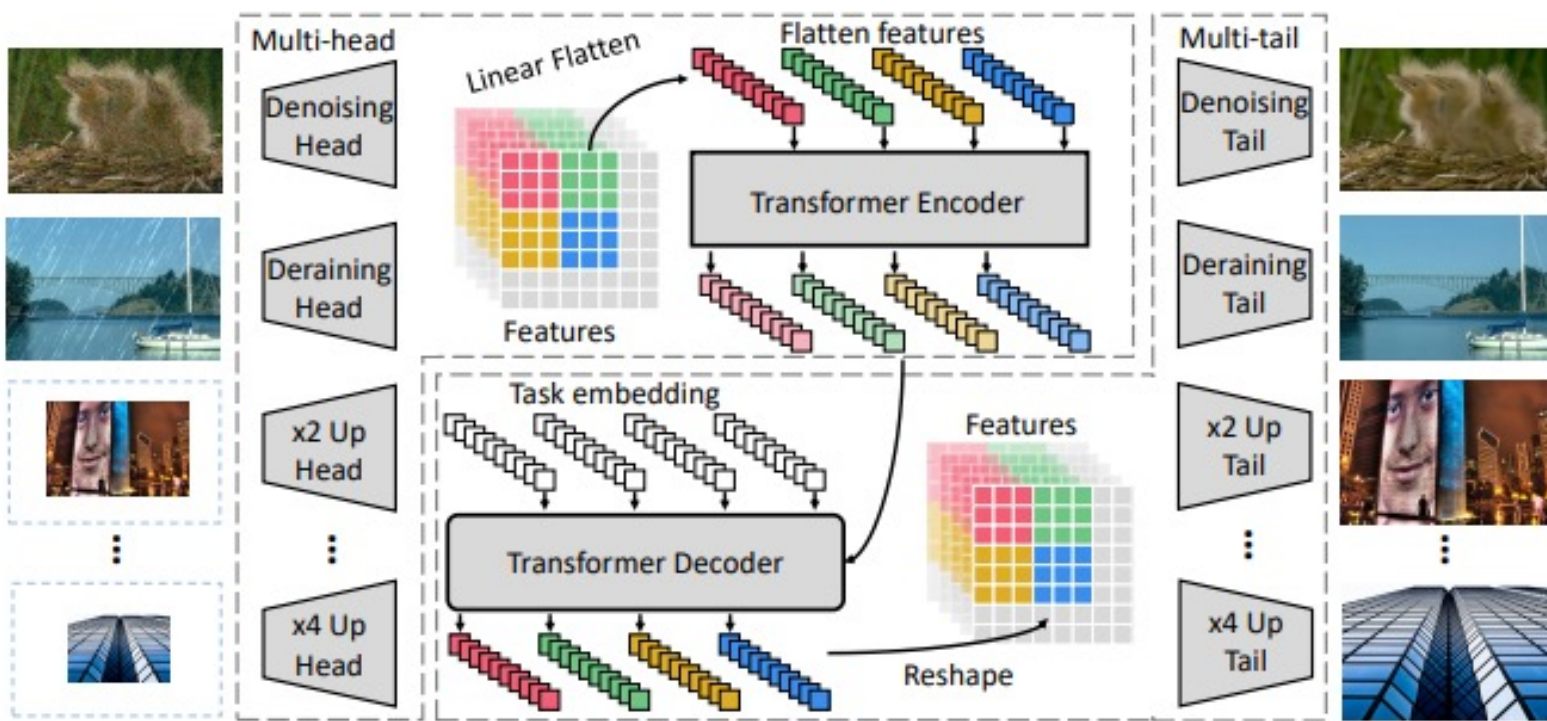 Multi-head
Denoising
Head
Deraining
Head
x2 Up
Head
x4 Up
Head
Linear Flatten
Features
Flatten features
Transformer Encoder
Task embedding
Transformer Decoder
Features
Reshape
Multi-tail
Denoising
Tail
Deraining
Tail
x2 Up
Tail
x4 Up
Tail